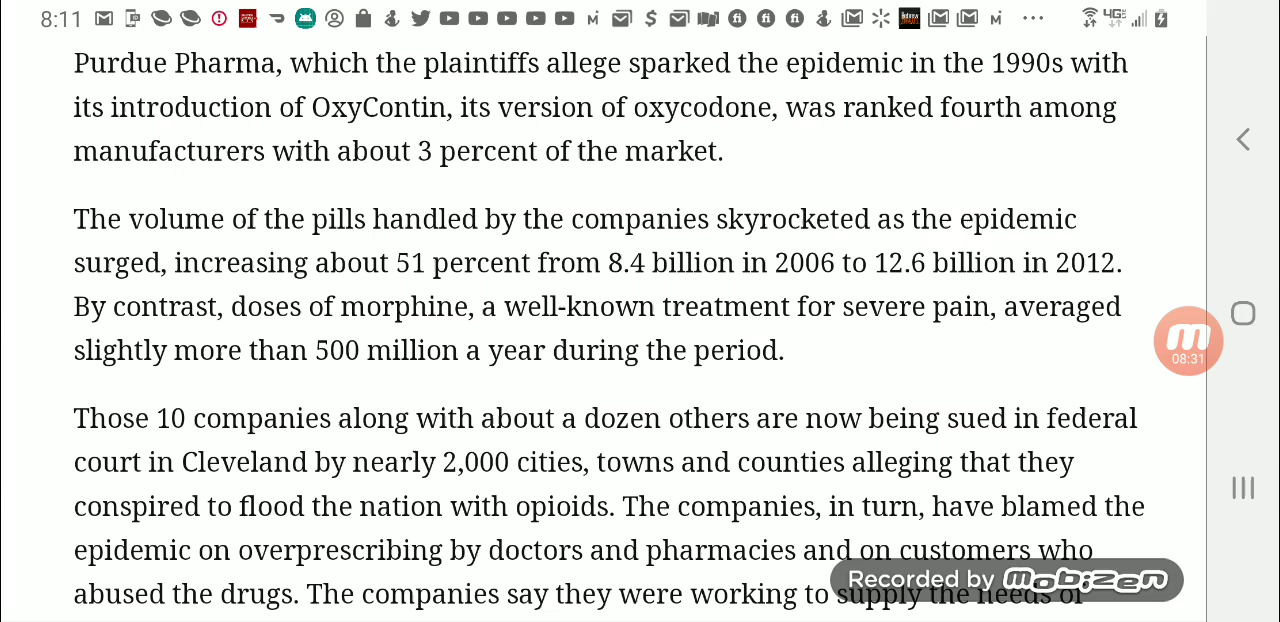 8:11
4G
Purdue Pharma, which the plaintiffs allege sparked the epidemic in the 1990s with
its introduction of OxyContin, its version of oxycodone, was ranked fourth among
manufacturers with about 3 percent of the market.
The volume of the pills handled by the companies skyrocketed as the epidemic
surged, increasing about 51 percent from 8.4 billion in 2006 to 12.6 billion in 2012.
By contrast, doses of morphine, a well-known treatment for severe pain, averaged
slightly more than 500 million a year during the period.
08:31
Those 10 companies along with about a dozen others are now being sued in federal
court in Cleveland by nearly 2,000 cities, towns and counties alleging that they
conspired to flood the nation with opioids. The companies, in turn, have blamed the
epidemic on overprescribing by doctors and pharmacies and on customers who
abused the drugs. The companies say they were working to supply the needs of
Recorded by Mobizen